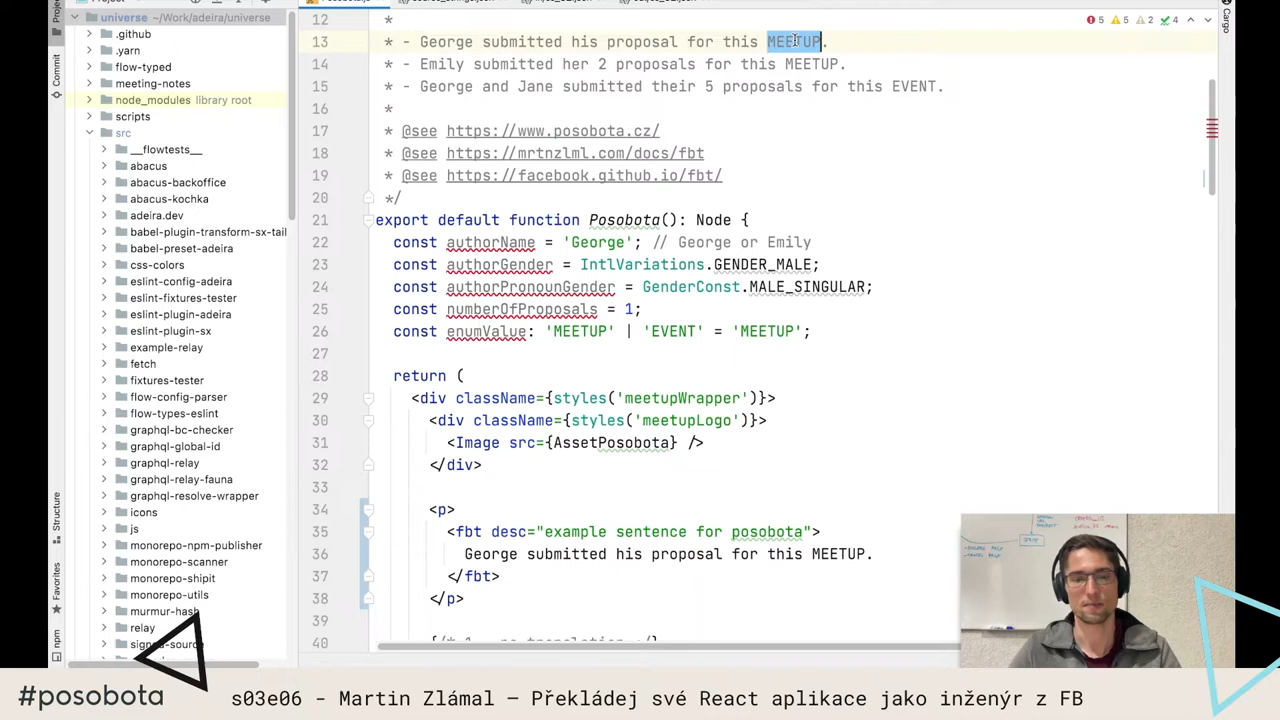 universe ~/Work/adeira/universe
.github
.yarn
flow-typed
meeting-notes
node_modules library root
scripts
src
__flowtests__
abacus
abacus-backoffice
abacus-kochka
adeira.dev
babel-plugin-transform-sx-tail
babel-preset-adeira
css-colors
eslint-config-adeira
eslint-fixtures-tester
eslint-plugin-adeira
eslint-plugin-sx
example-relay
fetch
fixtures-tester
flow-config-parser
flow-types-eslint
graphql-bc-checker
graphql-global-id
graphql-relay
graphql-relay-fauna
graphql-resolve-wrapper
icons
js
monorepo-npm-publisher
monorepo-scanner
monorepo-shipit
monorepo-utils
murmur-hash
relay
signed-source
Commit
Structure
Favorites
npm
Cargo
5 5 2 4
12 *
13 * - George submitted his proposal for this MEETUP.
14 * - Emily submitted her 2 proposals for this MEETUP.
15 * - George and Jane submitted their 5 proposals for this EVENT.
16 *
17 * @see https://www.posobota.cz/
18 * @see https://mrtnzlml.com/docs/fbt
19 * @see https://facebook.github.io/fbt/
20 */
21 export default function Posobota(): Node {
22 const authorName = 'George'; // George or Emily
23 const authorGender = IntlVariations.GENDER_MALE;
24 const authorPronounGender = GenderConst.MALE_SINGULAR;
25 const numberOfProposals = 1;
26 const enumValue: 'MEETUP' | 'EVENT' = 'MEETUP';
27
28 return (
29 <div className={styles('meetupWrapper')}>
30 <div className={styles('meetupLogo')}>
31 <Image src={AssetPosobota} />
32 </div>
33
34 <p>
35 <fbt desc="example sentence for posobota">
36 George submitted his proposal for this MEETUP.
37 </fbt>
38 </p>
39
40
#posobota s03e06 - Martin Zlámal – Překládej své React aplikace jako inženýr z FB